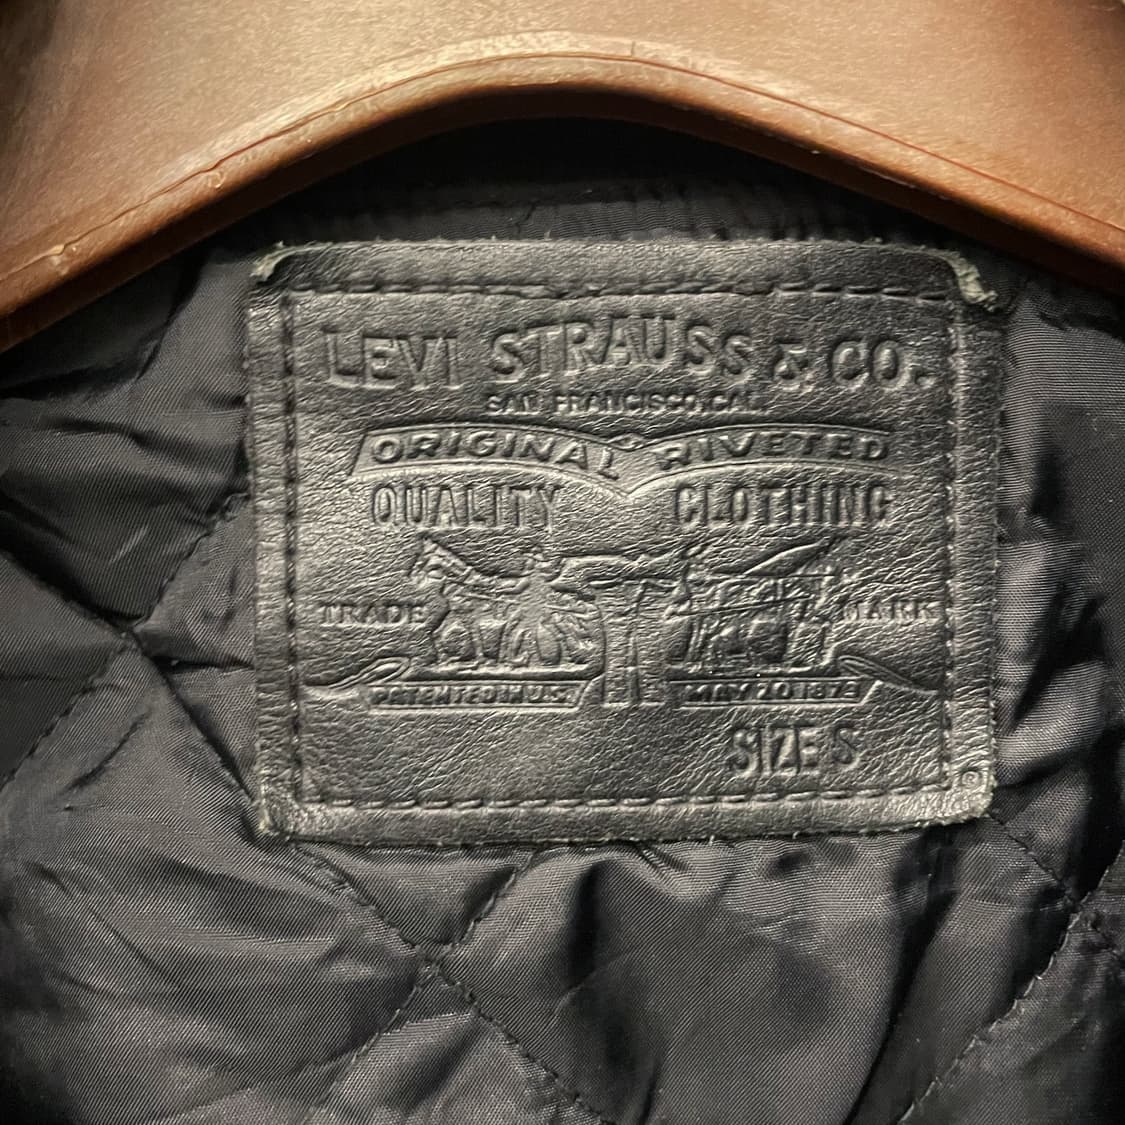 LEVI STRAUSS & CO.
SAN FRANCISCO, CAL.
ORIGINAL RIVETED
QUALITY CLOTHING
TRADE MARK
PATENTED IN U.S. MAY 20 1873
SIZE S
®